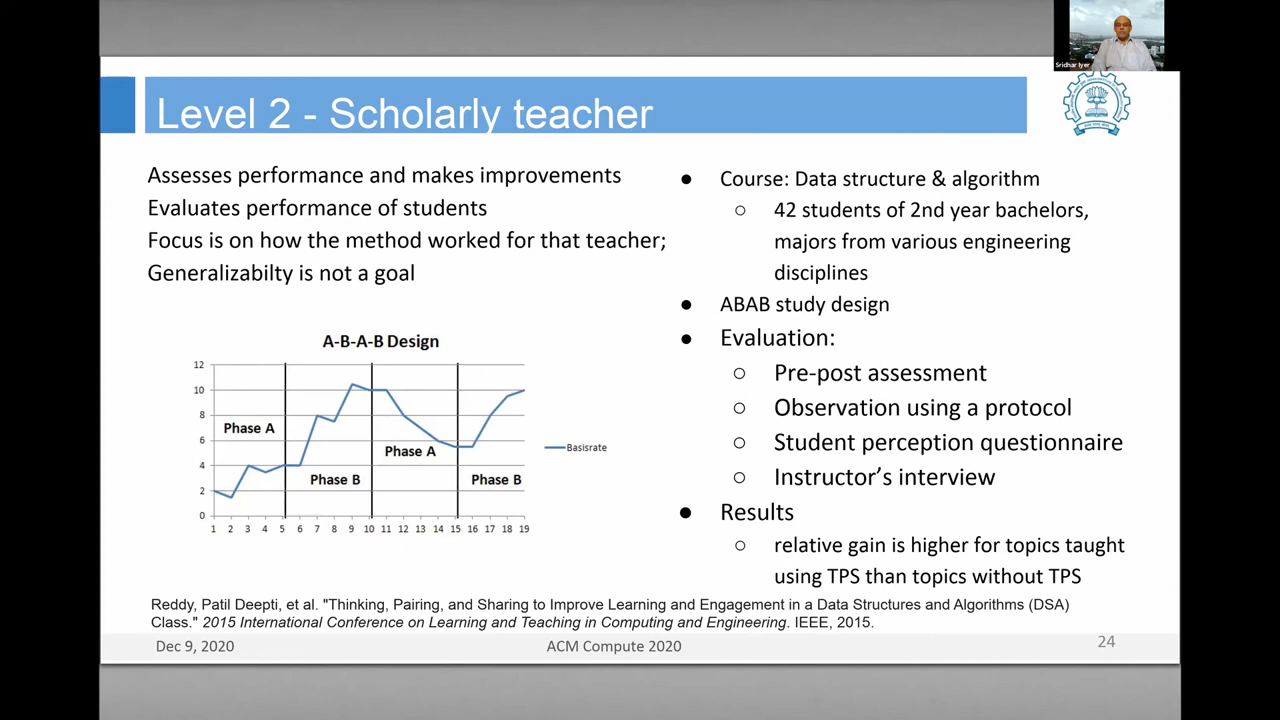 Sridhar Iyer
Level 2 - Scholarly teacher
Assesses performance and makes improvements
Evaluates performance of students
Focus is on how the method worked for that teacher;
Generalizabilty is not a goal
A-B-A-B Design
12
10
8
6
4
2
0
Phase A
Phase B
Phase A
Phase B
Basisrate
1 2 3 4 5 6 7 8 9 10 11 12 13 14 15 16 17 18 19
● Course: Data structure & algorithm
○ 42 students of 2nd year bachelors,
majors from various engineering
disciplines
● ABAB study design
● Evaluation:
○ Pre-post assessment
○ Observation using a protocol
○ Student perception questionnaire
○ Instructor's interview
● Results
○ relative gain is higher for topics taught
using TPS than topics without TPS
Reddy, Patil Deepti, et al. "Thinking, Pairing, and Sharing to Improve Learning and Engagement in a Data Structures and Algorithms (DSA)
Class." 2015 International Conference on Learning and Teaching in Computing and Engineering. IEEE, 2015.
Dec 9, 2020
ACM Compute 2020
24